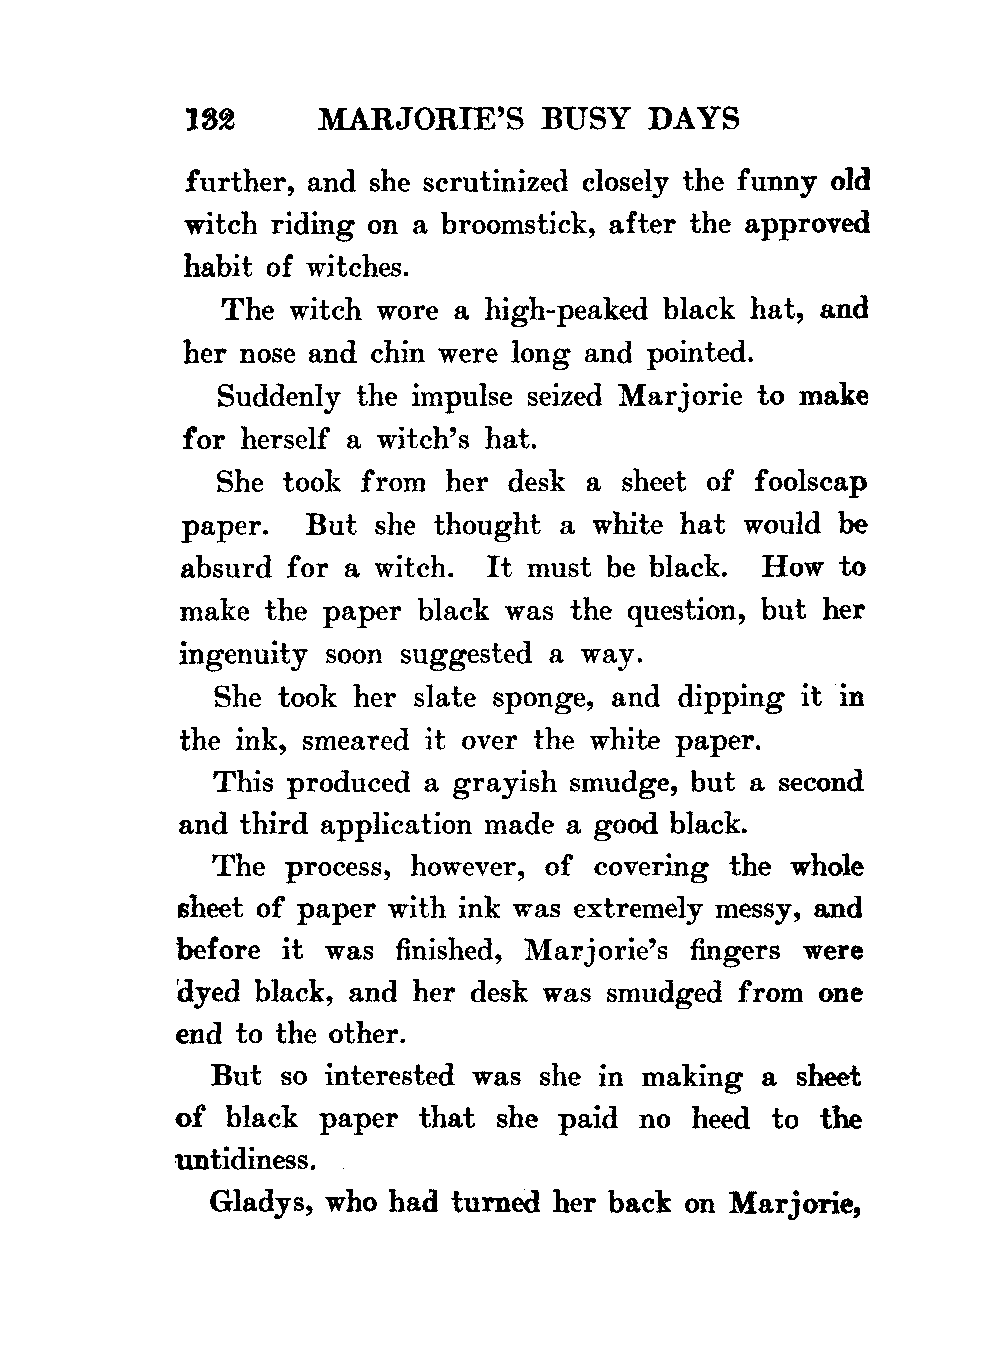 132 MARJORIE'S BUSY DAYS
further, and she scrutinized closely the funny old
witch riding on a broomstick, after the approved
habit of witches.
The witch wore a high-peaked black hat, and
her nose and chin were long and pointed.
Suddenly the impulse seized Marjorie to make
for herself a witch's hat.
She took from her desk a sheet of foolscap
paper. But she thought a white hat would be
absurd for a witch. It must be black. How to
make the paper black was the question, but her
ingenuity soon suggested a way.
She took her slate sponge, and dipping it in
the ink, smeared it over the white paper.
This produced a grayish smudge, but a second
and third application made a good black.
The process, however, of covering the whole
sheet of paper with ink was extremely messy, and
before it was finished, Marjorie's fingers were
dyed black, and her desk was smudged from one
end to the other.
But so interested was she in making a sheet
of black paper that she paid no heed to the
untidiness.
Gladys, who had turned her back on Marjorie,